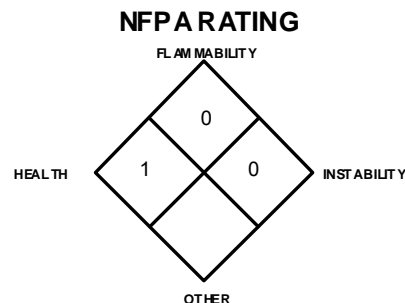 NFPA RATING
FLAMMABILITY
0
HEALTH 1 0 INSTABILITY
OTHER